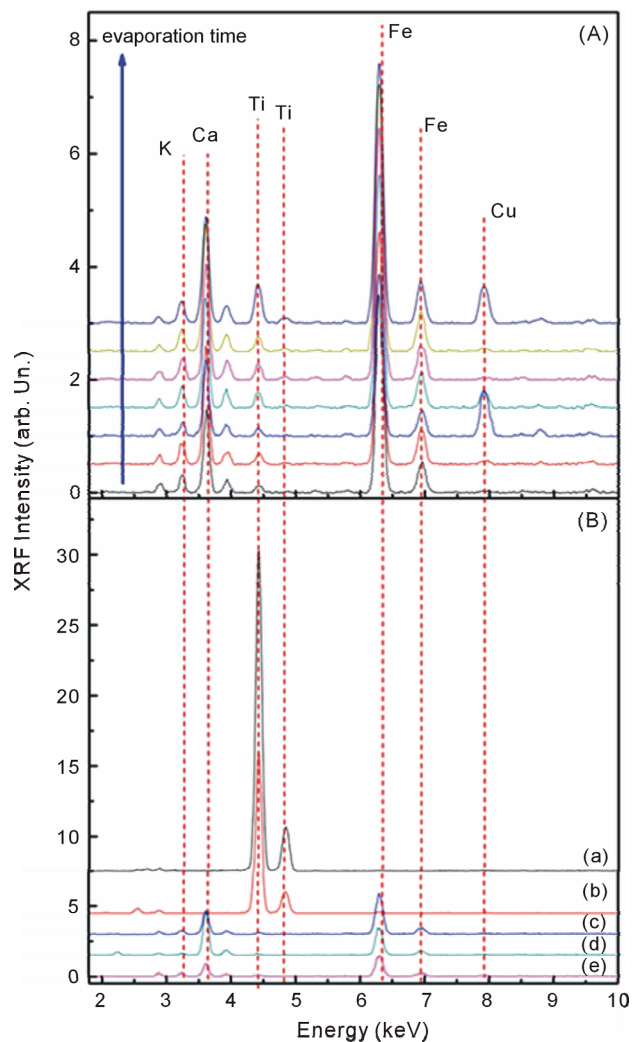 8
evaporation time
Fe
(A)
Ti
Ti
K
Ca
Fe
6
Cu
4
2
0
XRF Intensity (arb. Un.)
(B)
30
25
20
15
10
(a)
(b)
5
(c)
(d)
0
(e)
2 3 4 5 6 7 8 9 10
Energy (keV)